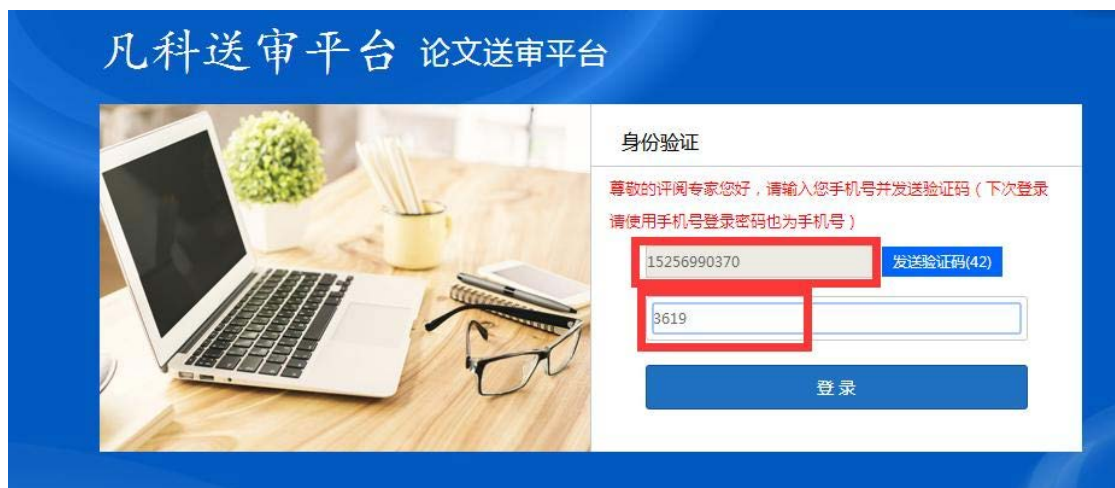 凡科送审平台 论文送审平台
身份验证
尊敬的评阅专家您好，请输入您手机号并发送验证码（下次登录
请使用手机号登录密码也为手机号）
15256990370 发送验证码(42)
3619
登 录